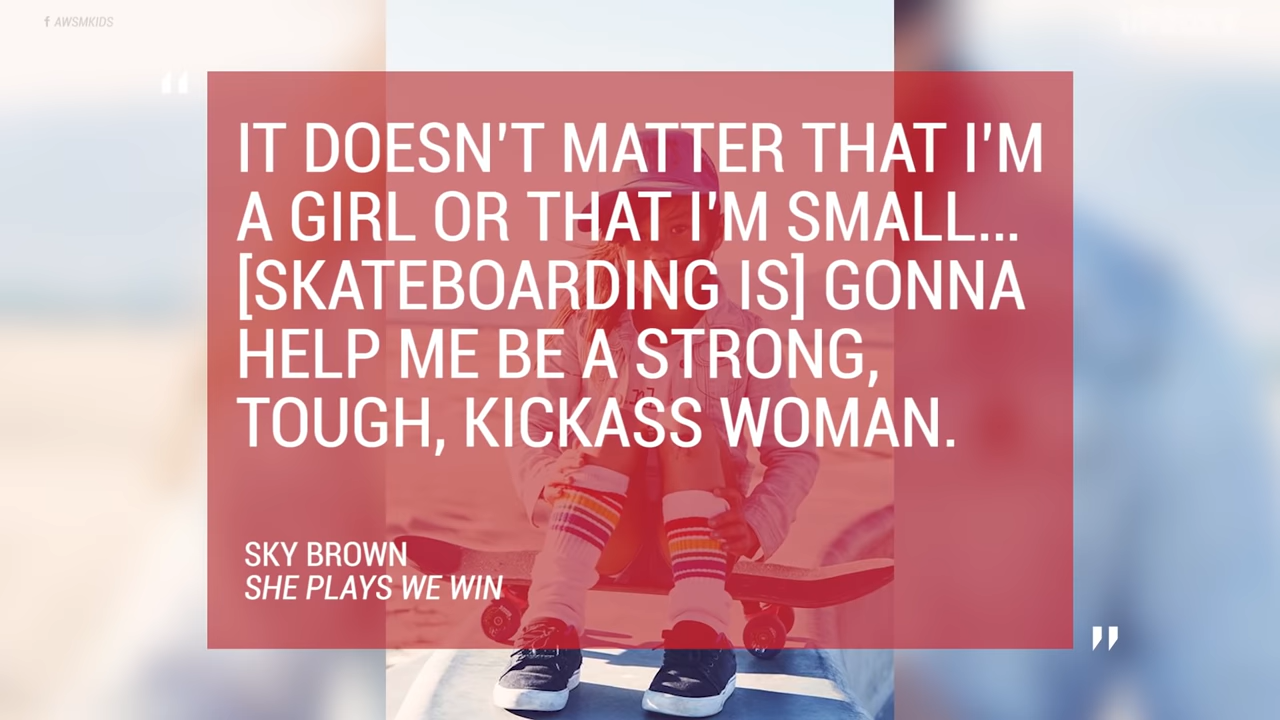 f AWSMKIDS
“
IT DOESN’T MATTER THAT I’M
A GIRL OR THAT I’M SMALL...
[SKATEBOARDING IS] GONNA
HELP ME BE A STRONG,
TOUGH, KICKASS WOMAN.
SKY BROWN
SHE PLAYS WE WIN
”